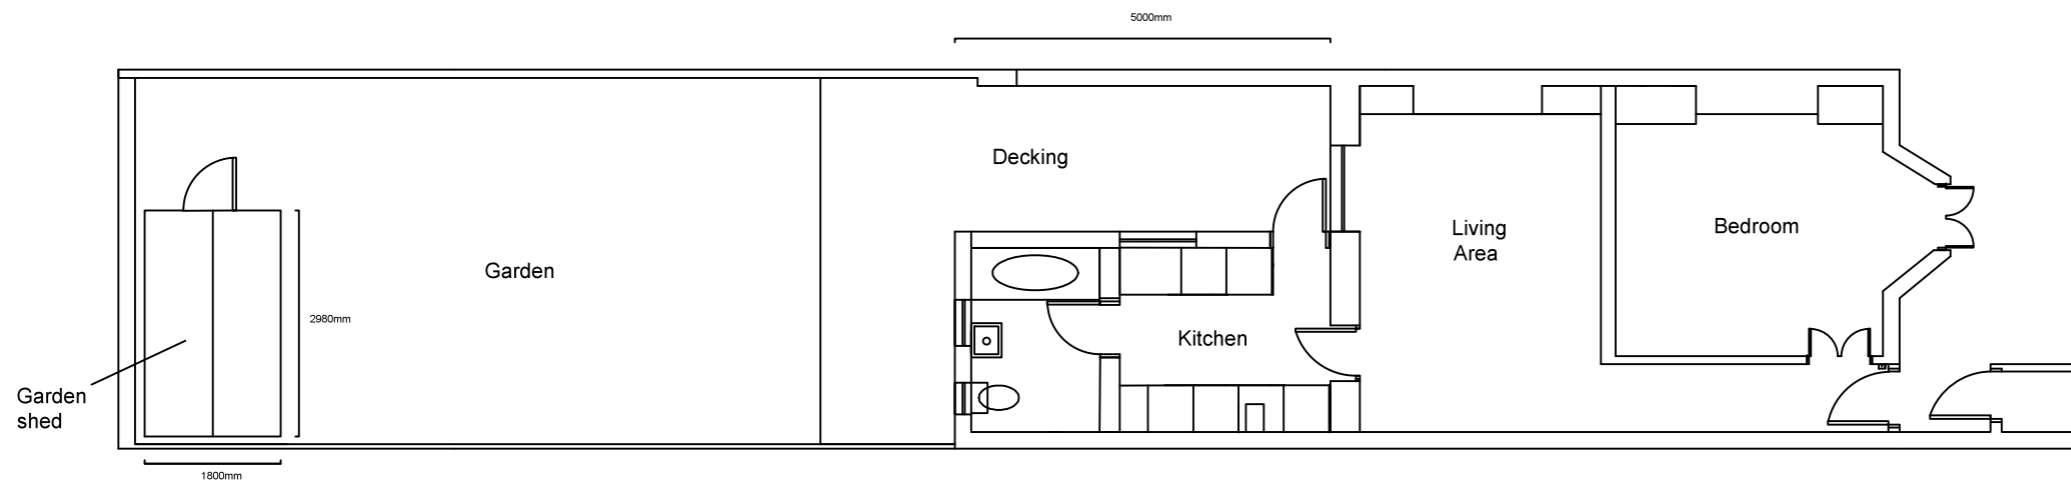 5000mm
Decking
Living
Area
Bedroom
Garden
2980mm
Kitchen
Garden
shed
1800mm